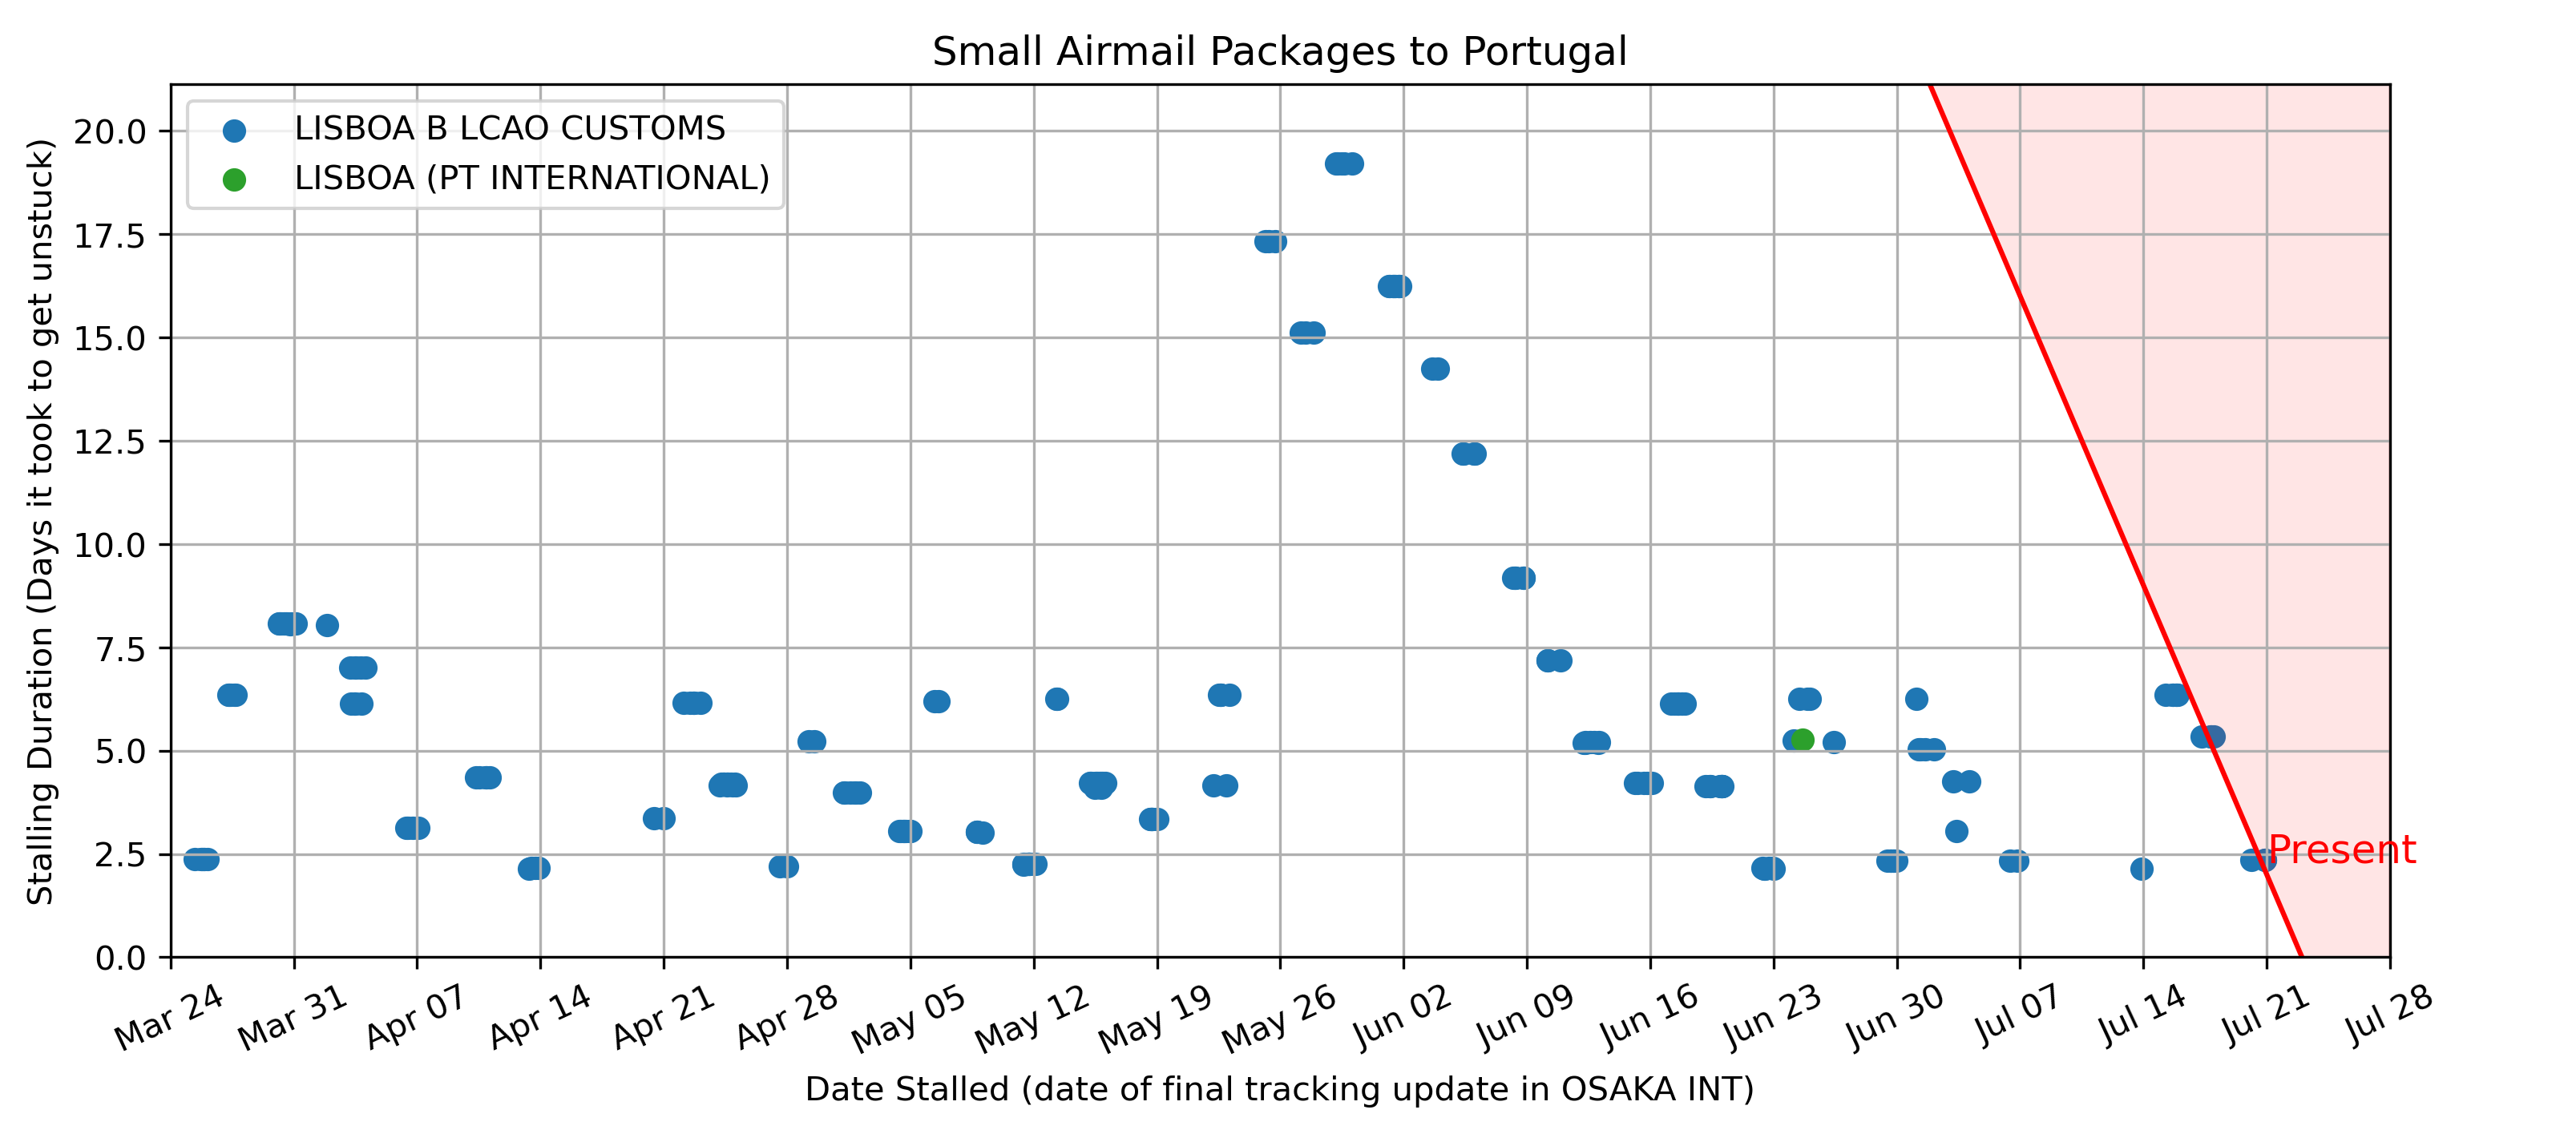 Small Airmail Packages to Portugal
LISBOA B LCAO CUSTOMS
LISBOA (PT INTERNATIONAL)
Stalling Duration (Days it took to get unstuck)
20.0
17.5
15.0
12.5
10.0
7.5
5.0
2.5
0.0
Present
Mar 24
Mar 31
Apr 07
Apr 14
Apr 21
Apr 28
May 05
May 12
May 19
May 26
Jun 02
Jun 09
Jun 16
Jun 23
Jun 30
Jul 07
Jul 14
Jul 21
Jul 28
Date Stalled (date of final tracking update in OSAKA INT)